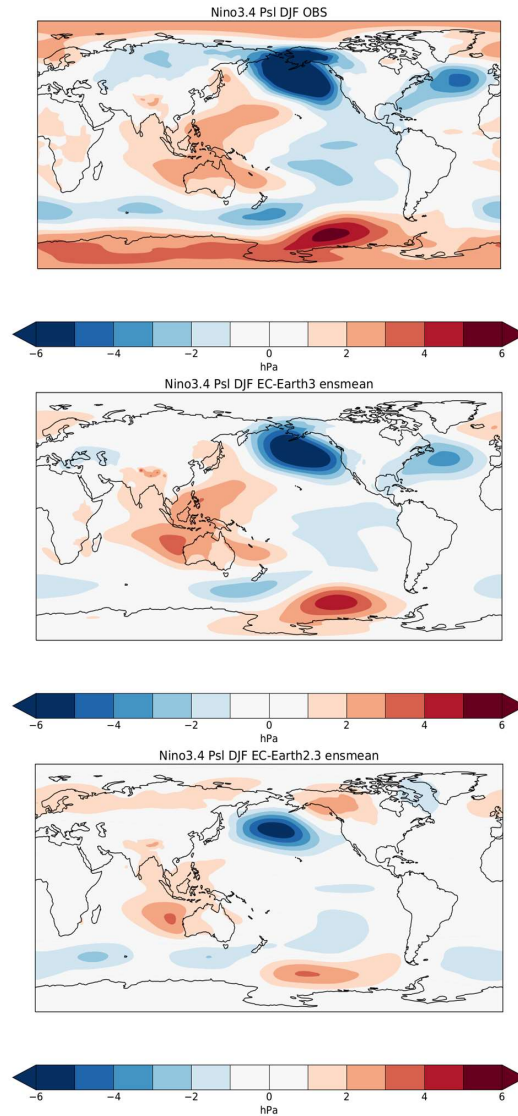 Nino3.4 Psl DJF OBS
−6 −4 −2 0 2 4 6
hPa
Nino3.4 Psl DJF EC-Earth3 ensmean
−6 −4 −2 0 2 4 6
hPa
Nino3.4 Psl DJF EC-Earth2.3 ensmean
−6 −4 −2 0 2 4 6
hPa